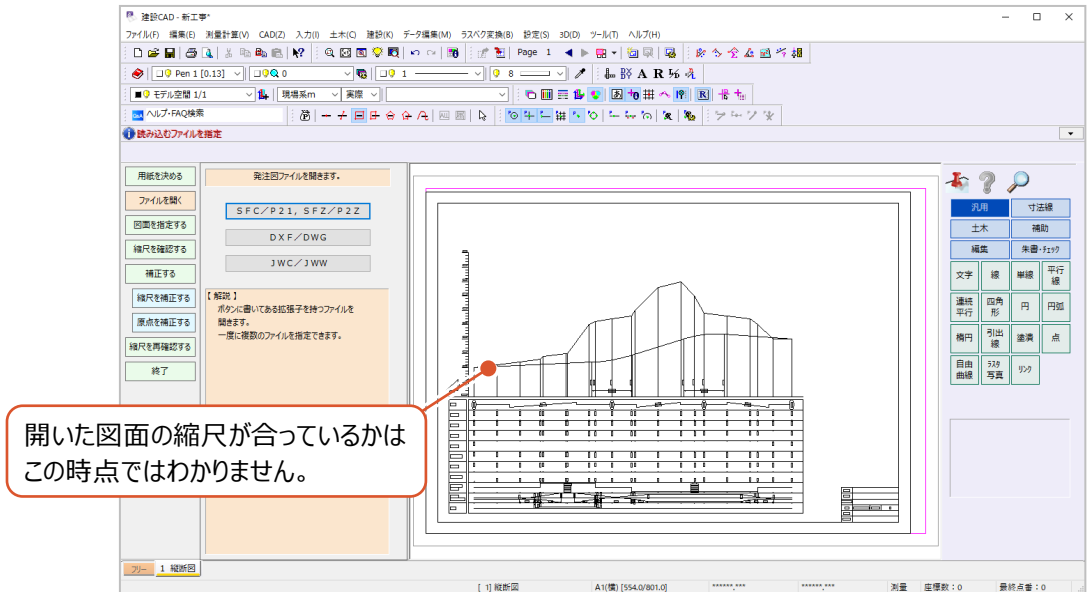 建設CAD - 新工事*
ファイル(F) 編集(E) 測量計算(V) CAD(Z) 入力(I) 土木(C) 建設(K) データ編集(M) ラスベク変換(B) 設定(S) 3D(D) ツール(T) ヘルプ(H)
Page 1
Pen 1 [0.13] 0 1 8
モデル空間 1/1 現場系m 実際
ヘルプ・FAQ検索
読み込むファイルを指定
用紙を決める
ファイルを開く
図面を指定する
縮尺を確認する
補正する
縮尺を補正する
原点を補正する
縮尺を再確認する
終了
発注図ファイルを開きます。
SFC/P21, SFZ/P2Z
DXF/DWG
JWC/JWW
【 解説 】
ボタンに書いてある拡張子を持つファイルを
開きます。
一度に複数のファイルを指定できます。
開いた図面の縮尺が合っているかは
この時点ではわかりません。
汎用 寸法線
土木 補助
編集 朱書・チェック
文字 線 単線 平行線
連続平行 四角形 円 円弧
楕円 引出線 塗潰 点
自由曲線 ラスタ写真 リンク
フリー 1 縦断図
[ 1] 縦断図 A1(横) [554.0/801.0] ******.*** ******.*** 測量 座標数:0 最終点番:0